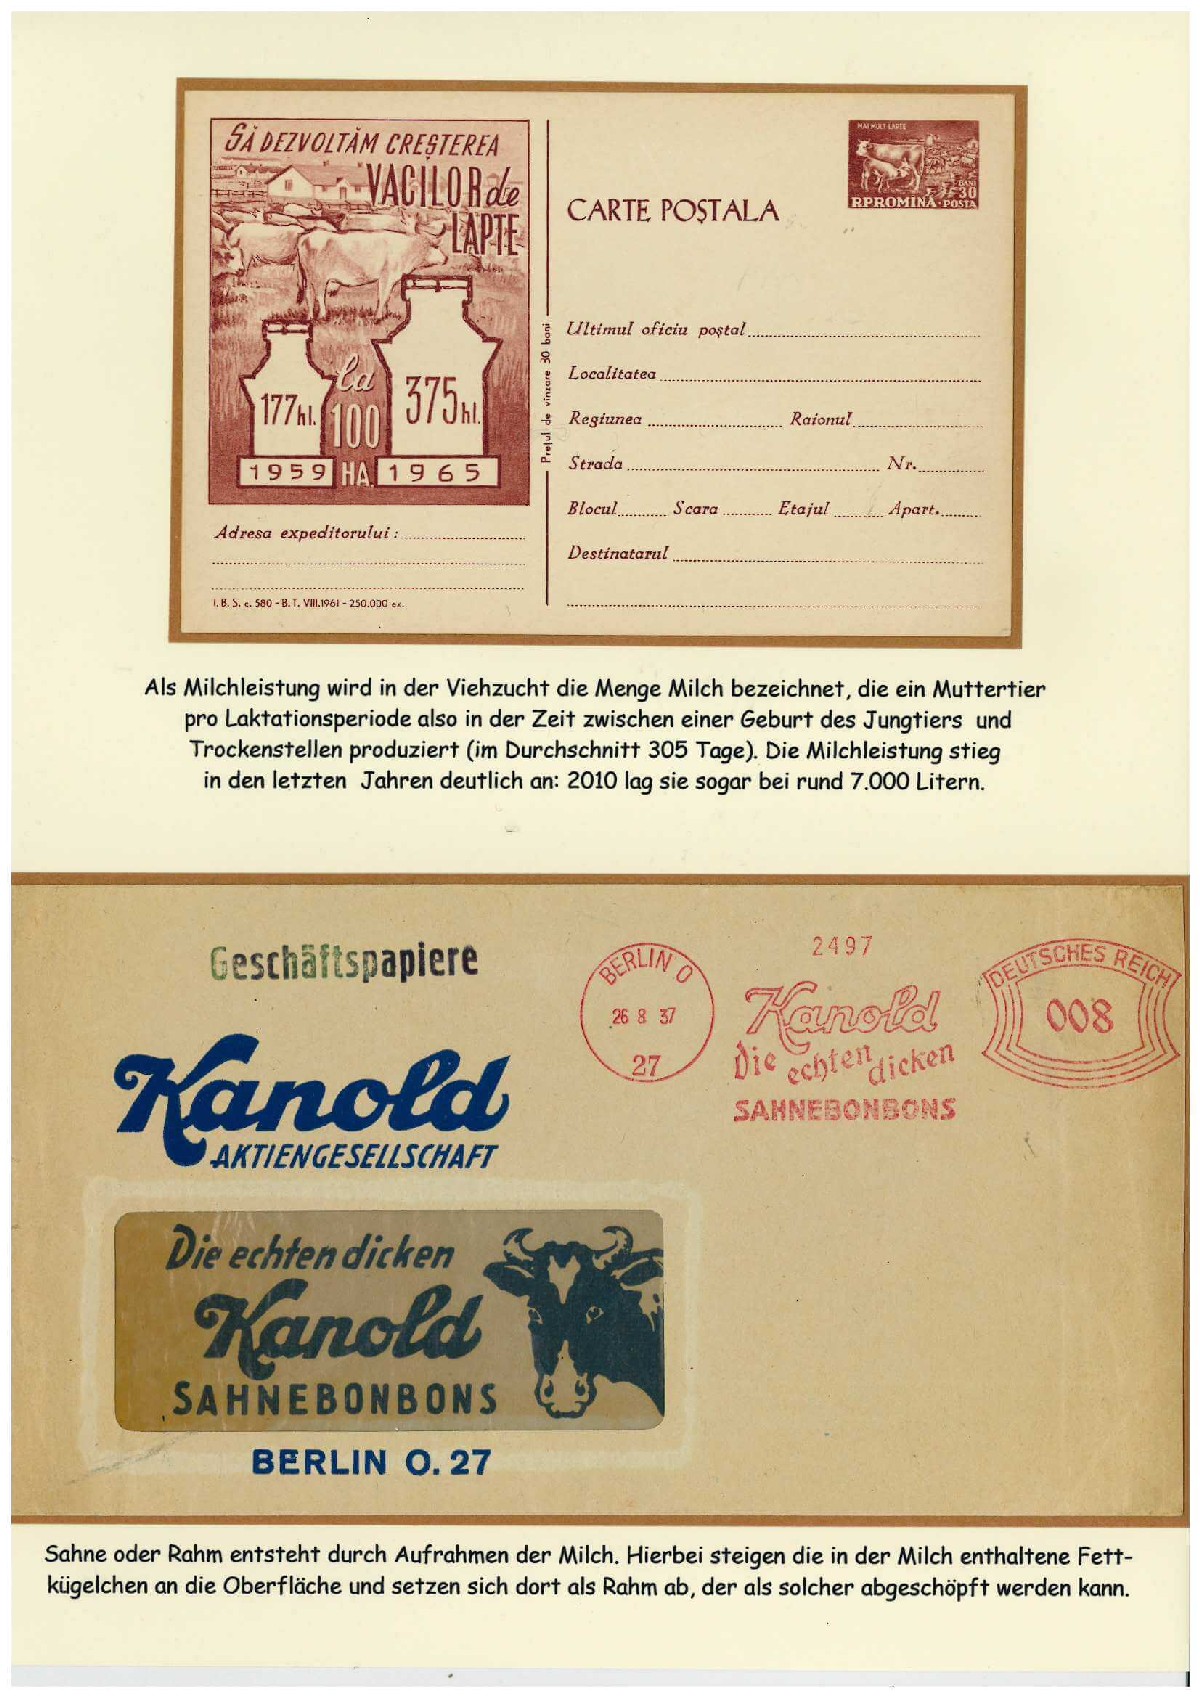 SĂ DEZVOLTĂM CREȘTEREA
VACILOR de
LAPTE
177 hl.
la
100
HA.
375 hl.
1959
1965
Adresa expeditorului :
I. B. S. c. 580 - B. T. VIII.1961 - 250.000 ex.
Prețul de vînzare 30 bani
CARTE POȘTALA
MAI MULT LAPTE
BANI
30
R.P.ROMINĂ · POSTA
Ultimul oficiu poștal
Localitatea
Regiunea Raionul
Strada Nr.
Blocul Scara Etajul Apart.
Destinatarul
Als Milchleistung wird in der Viehzucht die Menge Milch bezeichnet, die ein Muttertier
pro Laktationsperiode also in der Zeit zwischen einer Geburt des Jungtiers und
Trockenstellen produziert (im Durchschnitt 305 Tage). Die Milchleistung stieg
in den letzten Jahren deutlich an: 2010 lag sie sogar bei rund 7.000 Litern.
Geschäftspapiere
Kanold
AKTIENGESELLSCHAFT
BERLIN O
26 8 37
27
2497
Kanold
Die echten dicken
SAHNEBONBONS
DEUTSCHES REICH
008
Die echten dicken
Kanold
SAHNEBONBONS
BERLIN O. 27
Sahne oder Rahm entsteht durch Aufrahmen der Milch. Hierbei steigen die in der Milch enthaltene Fett-
kügelchen an die Oberfläche und setzen sich dort als Rahm ab, der als solcher abgeschöpft werden kann.